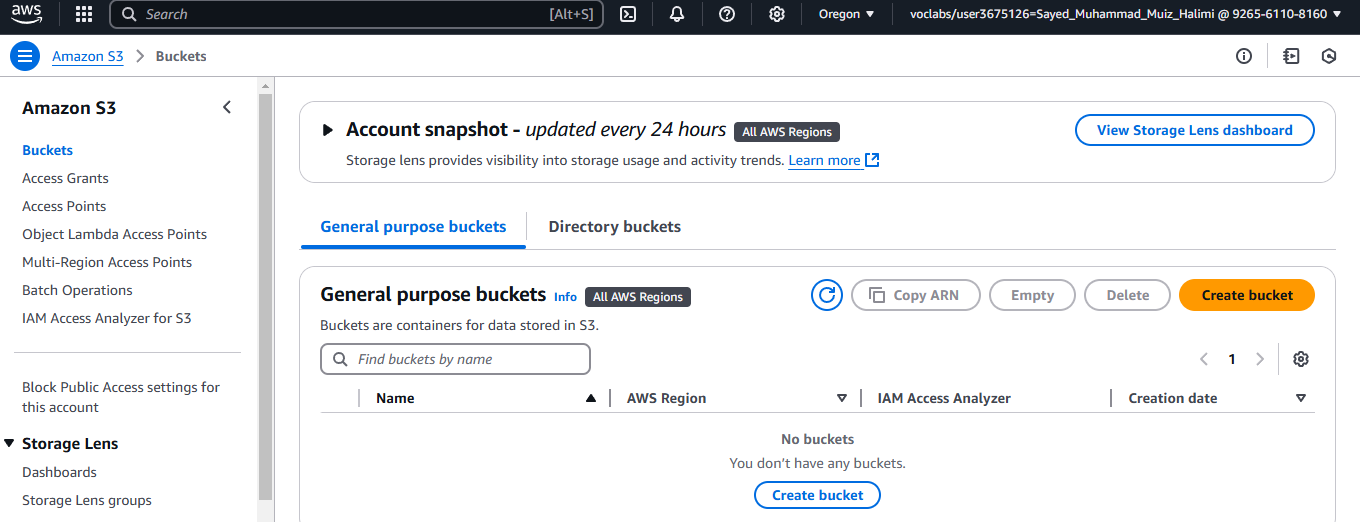 aws
Search [Alt+S]
Oregon ▼
voclabs/user3675126=Sayed_Muhammad_Muiz_Halimi @ 9265-6110-8160 ▼
Amazon S3 > Buckets
Amazon S3
Buckets
Access Grants
Access Points
Object Lambda Access Points
Multi-Region Access Points
Batch Operations
IAM Access Analyzer for S3
Block Public Access settings for
this account
Storage Lens
Dashboards
Storage Lens groups
Account snapshot - updated every 24 hours All AWS Regions
View Storage Lens dashboard
Storage lens provides visibility into storage usage and activity trends. Learn more
General purpose buckets
Directory buckets
General purpose buckets Info All AWS Regions
Copy ARN
Empty
Delete
Create bucket
Buckets are containers for data stored in S3.
Find buckets by name
1
Name
AWS Region
IAM Access Analyzer
Creation date
No buckets
You don't have any buckets.
Create bucket